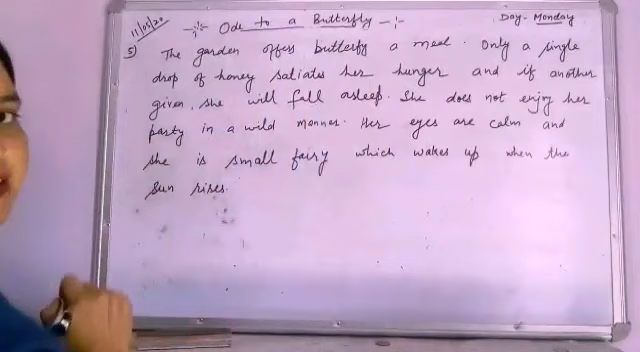 11/05/20 Ode to a Butterfly Day- Monday
5) The garden offers butterfly a meal. Only a single
drop of honey satiates her hunger and if another
given, she will fall asleep. She does not enjoy her
party in a wild manner. Her eyes are calm and
she is small fairy which wakes up when the
sun rises.